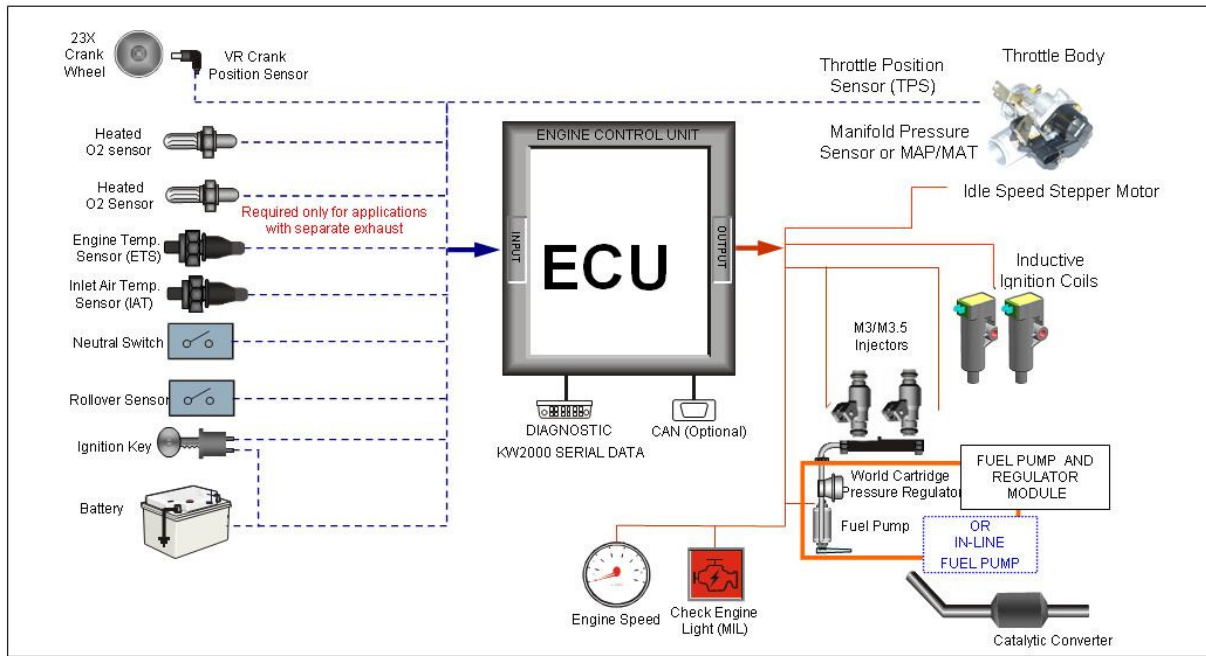 23X
Crank
Wheel
VR Crank
Position Sensor
Heated
O2 sensor
Heated
O2 Sensor
Required only for applications
with separate exhaust
Engine Temp.
Sensor (ETS)
Inlet Air Temp.
Sensor (IAT)
Neutral Switch
Rollover Sensor
Ignition Key
Battery
ENGINE CONTROL UNIT
INPUT
ECU
OUTPUT
DIAGNOSTIC
KW2000 SERIAL DATA
CAN (Optional)
Throttle Position
Sensor (TPS)
Throttle Body
Manifold Pressure
Sensor or MAP/MAT
Idle Speed Stepper Motor
Inductive
Ignition Coils
M3/M3.5
Injectors
World Cartridge
Pressure Regulator
Fuel Pump
FUEL PUMP AND
REGULATOR
MODULE
OR
IN-LINE
FUEL PUMP
Engine Speed
Check Engine
Light (MIL)
Catalytic Converter